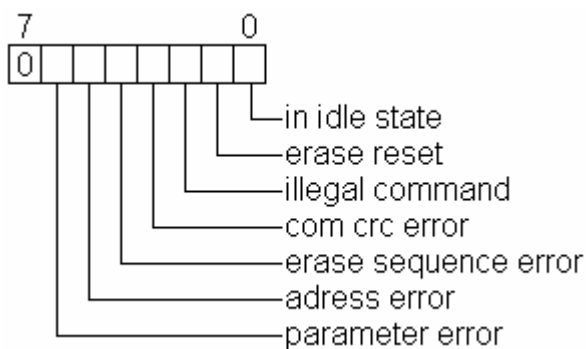 7 0
0
in idle state
erase reset
illegal command
com crc error
erase sequence error
adress error
parameter error